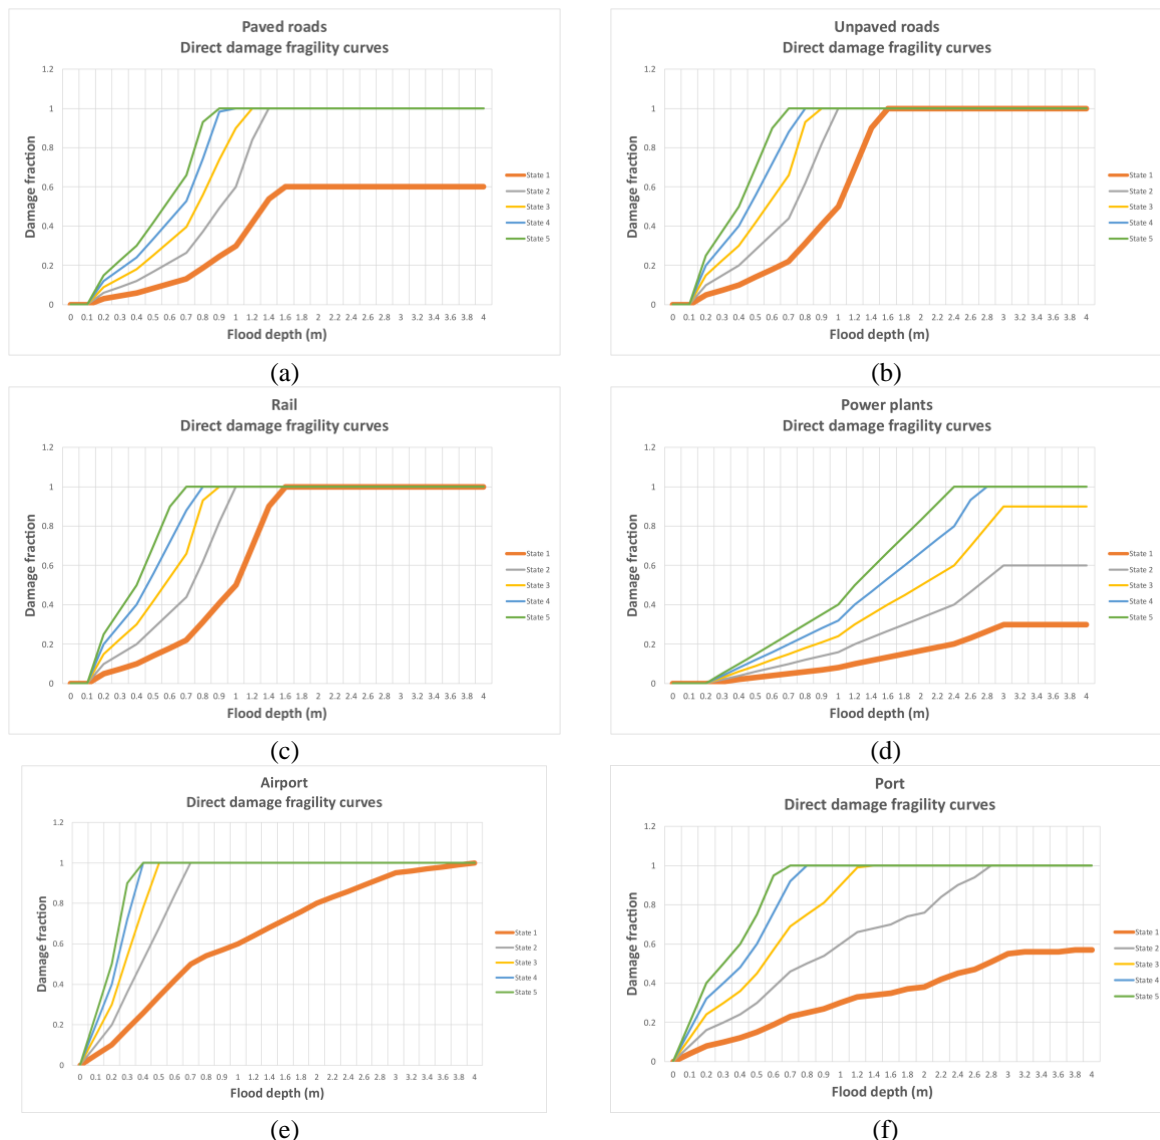 Paved roads
Direct damage fragility curves
1.2
1
0.8
0.6
0.4
0.2
0
Damage fraction
0 0.1 0.2 0.3 0.4 0.6 0.7 0.8 0.9 1 1.2 1.4 1.6 1.8 2 2.2 2.4 2.6 2.8 2.9 3 3.2 3.4 3.6 3.8 4
Flood depth (m)
State 1
State 2
State 3
State 4
State 5
(a)
Unpaved roads
Direct damage fragility curves
1.2
1
0.8
0.6
0.4
0.2
0
Damage fraction
0 0.1 0.2 0.3 0.4 0.6 0.7 0.8 0.9 1 1.2 1.4 1.6 1.8 2 2.2 2.4 2.6 2.8 2.9 3 3.2 3.4 3.6 3.8 4
Flood depth (m)
State 1
State 2
State 3
State 4
State 5
(b)
Rail
Direct damage fragility curves
1.2
1
0.8
0.6
0.4
0.2
0
Damage fraction
0 0.1 0.2 0.3 0.4 0.5 0.6 0.7 0.8 0.9 1 1.2 1.4 1.6 1.8 2 2.2 2.4 2.6 2.8 3 3.2 3.4 3.6 3.8 4
Flood depth (m)
State 1
State 2
State 3
State 4
State 5
(c)
Power plants
Direct damage fragility curves
1.2
1
0.8
0.6
0.4
0.2
0
Damage fraction
0 0.1 0.2 0.3 0.4 0.5 0.6 0.7 0.8 0.9 1 1.2 1.4 1.6 1.8 2 2.2 2.4 2.6 2.8 3 3.2 3.4 3.6 3.8 4
Flood depth (m)
State 1
State 2
State 3
State 4
State 5
(d)
Airport
Direct damage fragility curves
1.2
1
0.8
0.6
0.4
0.2
0
Damage fraction
0 0.1 0.2 0.3 0.4 0.5 0.6 0.7 0.8 0.9 1 1.2 1.4 1.6 1.8 2 2.2 2.4 2.6 2.8 3 3.2 3.4 3.6 3.8 4
Flood depth (m)
State 1
State 2
State 3
State 4
State 5
(e)
Port
Direct damage fragility curves
1.2
1
0.8
0.6
0.4
0.2
0
Damage fraction
0 0.1 0.2 0.3 0.4 0.5 0.6 0.7 0.8 0.9 1 1.2 1.4 1.6 1.8 2 2.2 2.4 2.6 2.8 3 3.2 3.4 3.6 3.8 4
Flood depth (m)
State 1
State 2
State 3
State 4
State 5
(f)